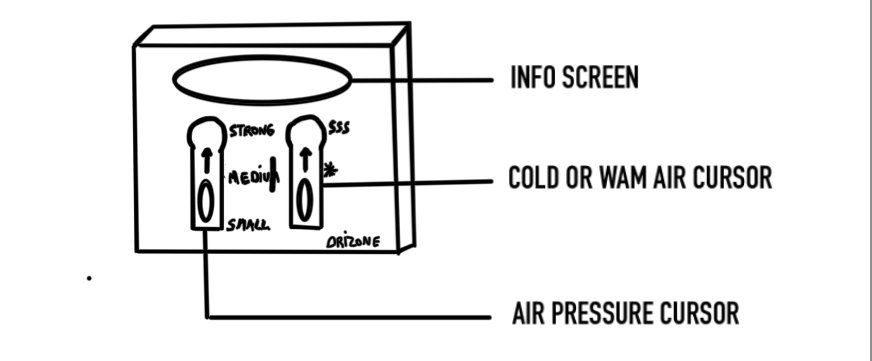 INFO SCREEN
STRONG
SSS
MEDIUM
*
COLD OR WAM AIR CURSOR
SMALL
DRIZONE
AIR PRESSURE CURSOR